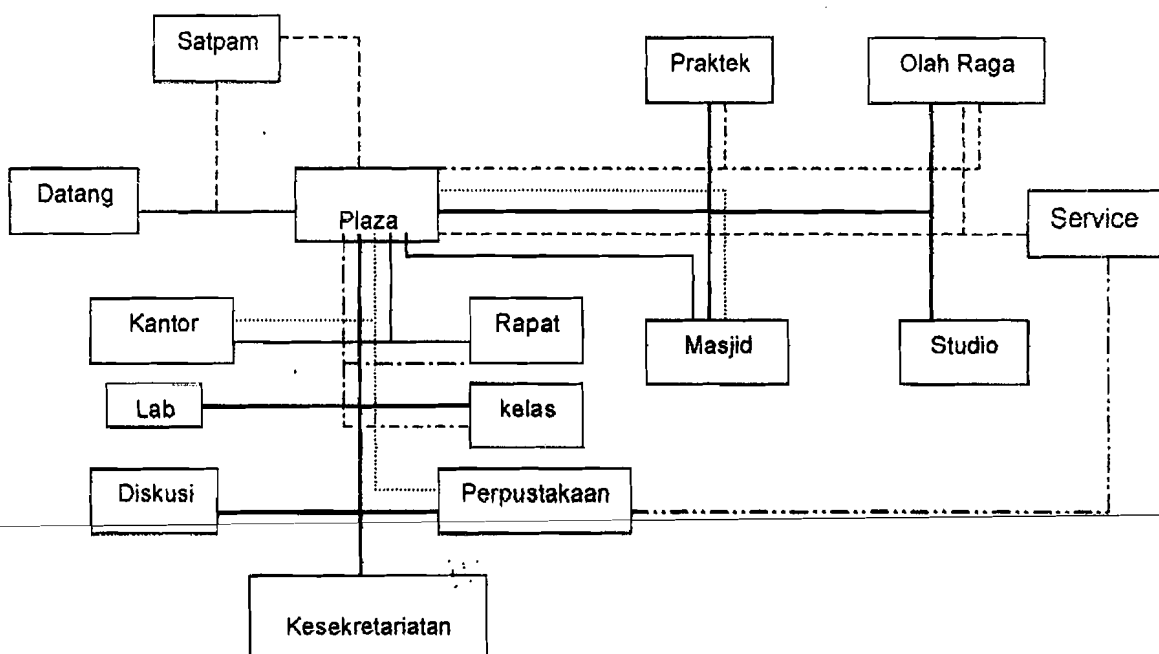 Satpam
Praktek
Olah Raga
Datang
Plaza
Service
Kantor
Rapat
Masjid
Studio
Lab
kelas
Diskusi
Perpustakaan
Kesekretariatan